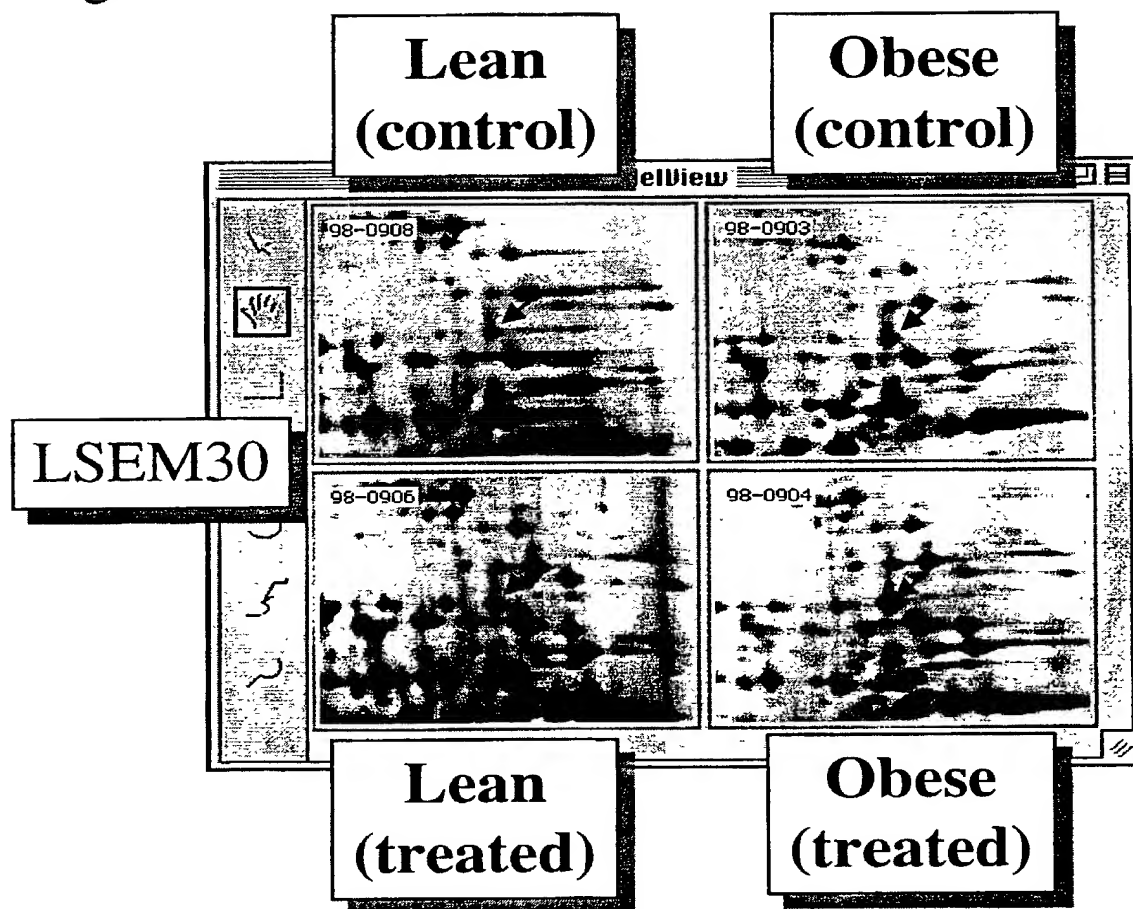 Lean
(control)
Obese
(control)
elView
98-0908
98-0903
LSEM30
98-0906
98-0904
Lean
(treated)
Obese
(treated)